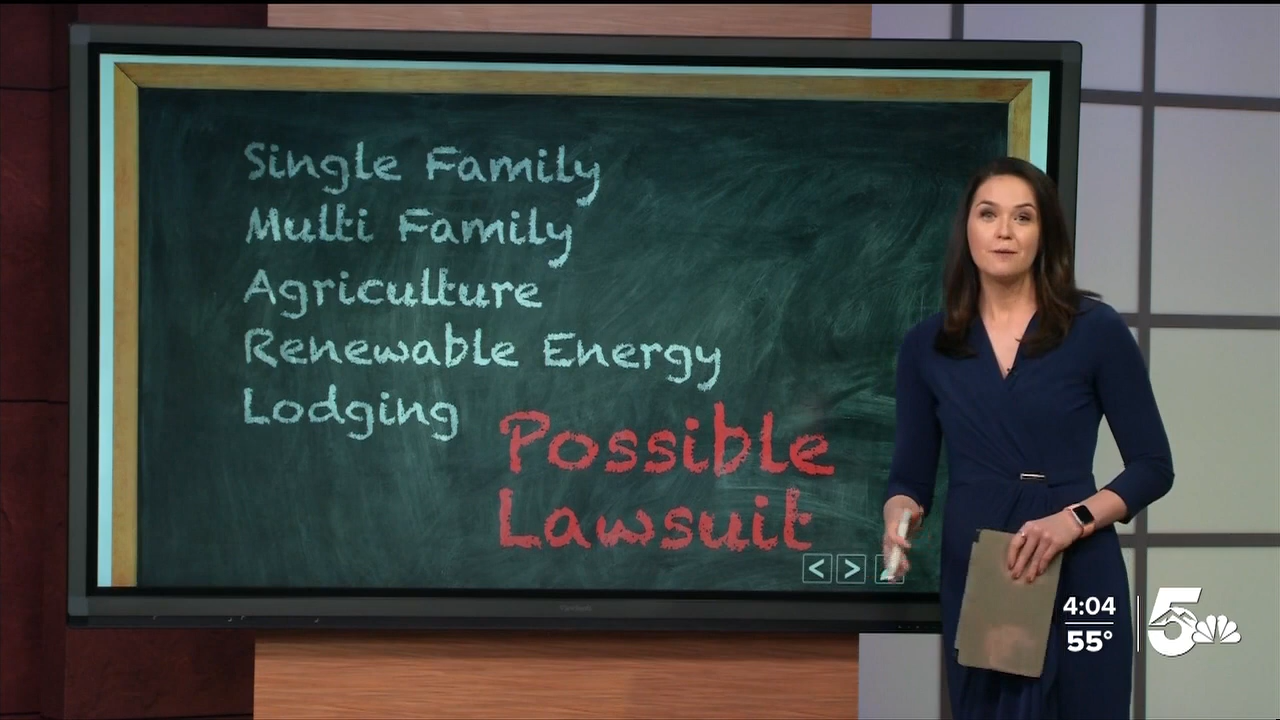 Single Family
Multi Family
Agriculture
Renewable Energy
Lodging
Possible
Lawsuit
< >
4:04
55°
5